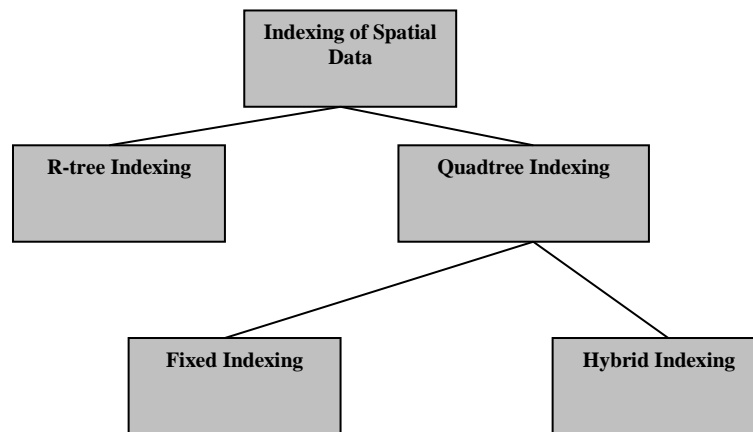 Indexing of Spatial
Data
R-tree Indexing
Quadtree Indexing
Fixed Indexing
Hybrid Indexing